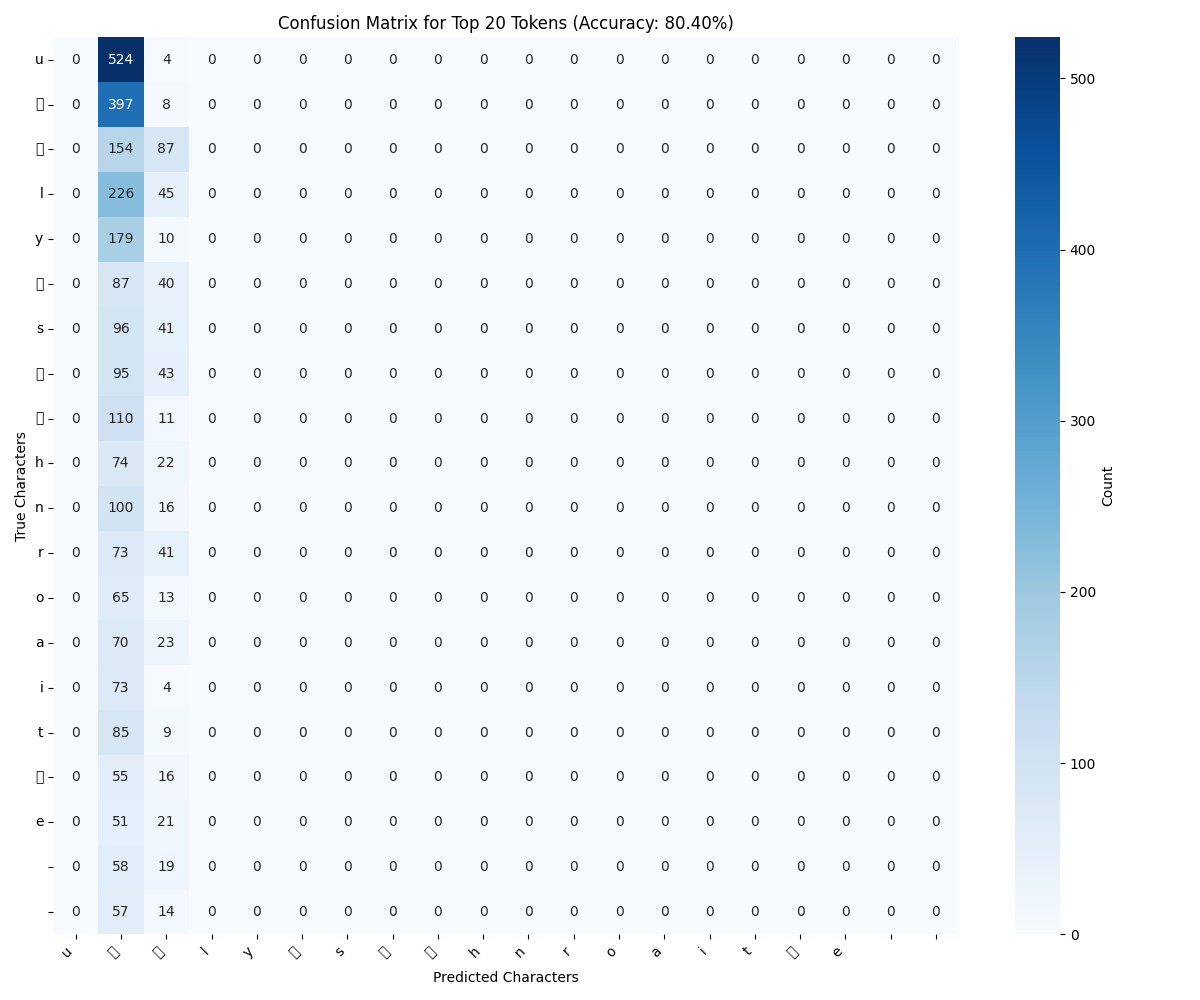 Confusion Matrix for Top 20 Tokens (Accuracy: 80.40%)
True Characters
u 0 524 4 0 0 0 0 0 0 0 0 0 0 0 0 0 0 0 0 0
0 397 8 0 0 0 0 0 0 0 0 0 0 0 0 0 0 0 0 0
0 154 87 0 0 0 0 0 0 0 0 0 0 0 0 0 0 0 0 0
l 0 226 45 0 0 0 0 0 0 0 0 0 0 0 0 0 0 0 0 0
y 0 179 10 0 0 0 0 0 0 0 0 0 0 0 0 0 0 0 0 0
0 87 40 0 0 0 0 0 0 0 0 0 0 0 0 0 0 0 0 0
s 0 96 41 0 0 0 0 0 0 0 0 0 0 0 0 0 0 0 0 0
0 95 43 0 0 0 0 0 0 0 0 0 0 0 0 0 0 0 0 0
0 110 11 0 0 0 0 0 0 0 0 0 0 0 0 0 0 0 0 0
h 0 74 22 0 0 0 0 0 0 0 0 0 0 0 0 0 0 0 0 0
n 0 100 16 0 0 0 0 0 0 0 0 0 0 0 0 0 0 0 0 0
r 0 73 41 0 0 0 0 0 0 0 0 0 0 0 0 0 0 0 0 0
o 0 65 13 0 0 0 0 0 0 0 0 0 0 0 0 0 0 0 0 0
a 0 70 23 0 0 0 0 0 0 0 0 0 0 0 0 0 0 0 0 0
i 0 73 4 0 0 0 0 0 0 0 0 0 0 0 0 0 0 0 0 0
t 0 85 9 0 0 0 0 0 0 0 0 0 0 0 0 0 0 0 0 0
0 55 16 0 0 0 0 0 0 0 0 0 0 0 0 0 0 0 0 0
e 0 51 21 0 0 0 0 0 0 0 0 0 0 0 0 0 0 0 0 0
0 58 19 0 0 0 0 0 0 0 0 0 0 0 0 0 0 0 0 0
0 57 14 0 0 0 0 0 0 0 0 0 0 0 0 0 0 0 0 0
u l y s h n r o a i t e
Predicted Characters
500
400
300
200
100
0
Count